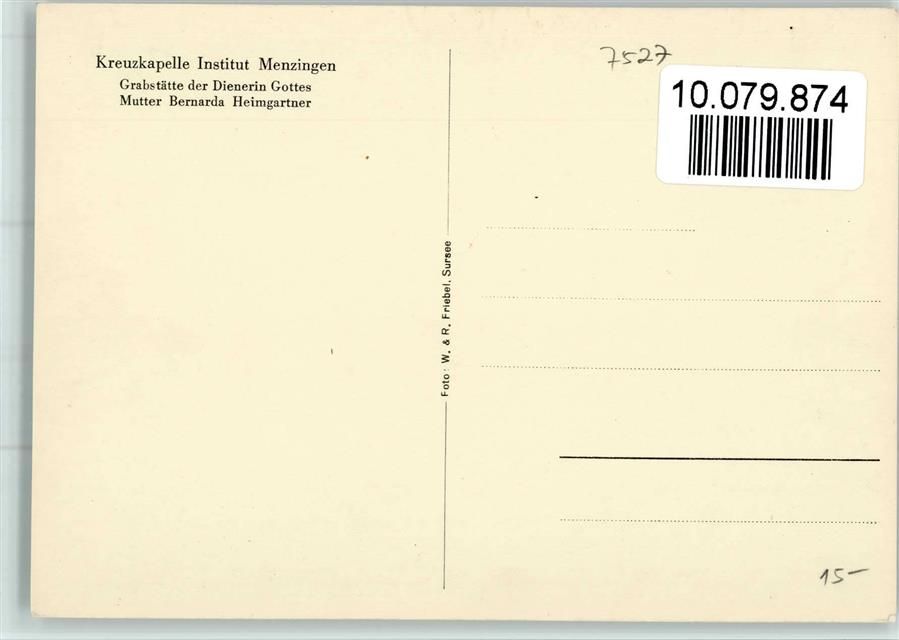 Kreuzkapelle Institut Menzingen
Grabstätte der Dienerin Gottes
Mutter Bernarda Heimgartner
Foto: W. & R. Friebel, Sursee
7527
10.079.874
15-